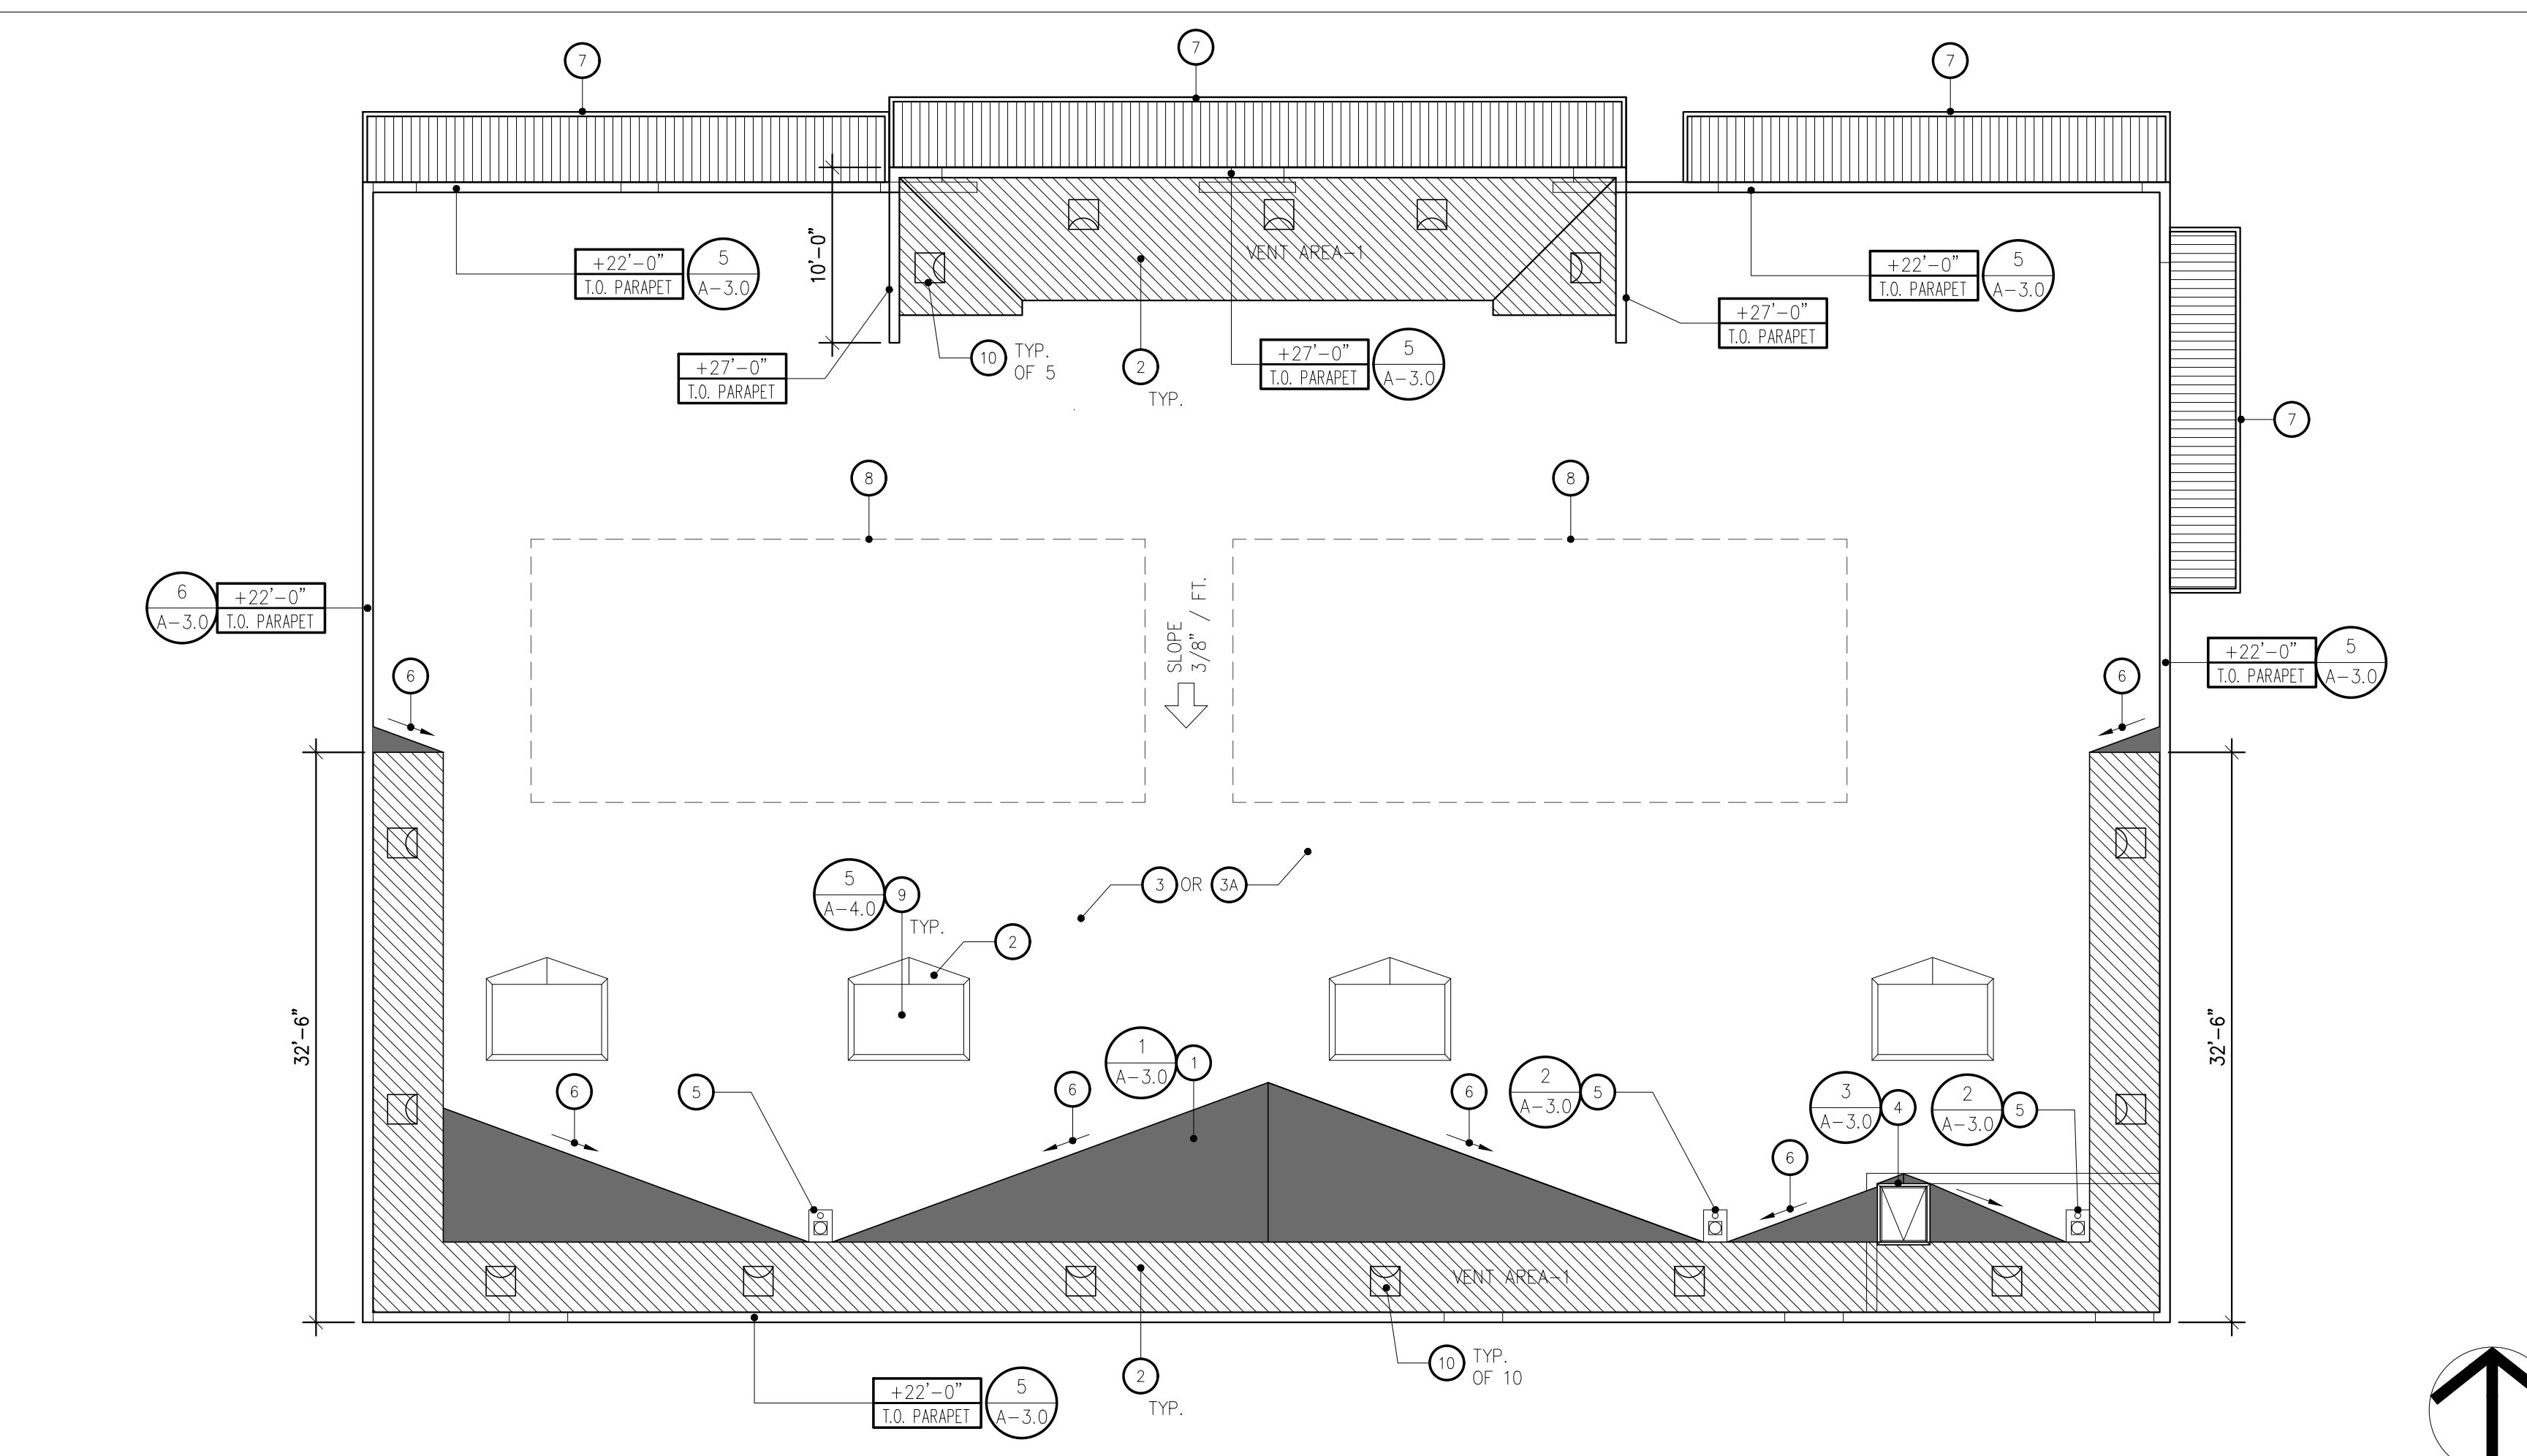 7
7
7
10'-0"
VENT AREA-1
+22'-0"
T.O. PARAPET
5
A-3.0
+22'-0"
T.O. PARAPET
5
A-3.0
+27'-0"
T.O. PARAPET
10
TYP.
OF 5
2
TYP.
+27'-0"
T.O. PARAPET
5
A-3.0
+27'-0"
T.O. PARAPET
7
8
8
6
A-3.0
+22'-0"
T.O. PARAPET
SLOPE
3/8" / FT.
+22'-0"
T.O. PARAPET
5
A-3.0
6
6
5
A-4.0
9
TYP.
3 OR 3A
2
32'-6"
32'-6"
6
5
6
1
A-3.0
1
6
2
A-3.0
5
6
3
A-3.0
4
2
A-3.0
5
VENT AREA-1
+22'-0"
T.O. PARAPET
5
A-3.0
2
TYP.
10
TYP.
OF 10